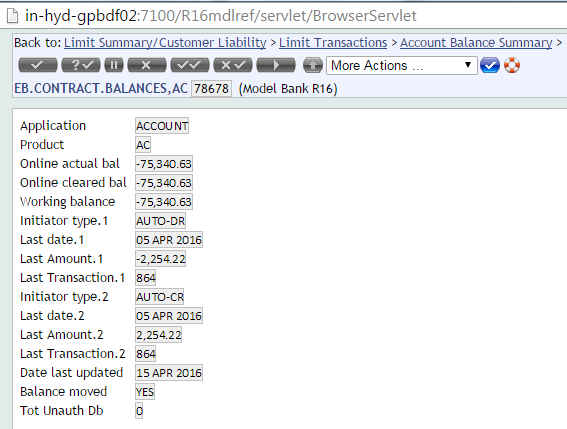 in-hyd-gpbdf02:7100/R16mdlref/servlet/BrowserServlet
Back to: Limit Summary/Customer Liability > Limit Transactions > Account Balance Summary >
More Actions ...
EB.CONTRACT.BALANCES,AC 78678 (Model Bank R16)
Application ACCOUNT
Product AC
Online actual bal -75,340.63
Online cleared bal -75,340.63
Working balance -75,340.63
Initiator type.1 AUTO-DR
Last date.1 05 APR 2016
Last Amount.1 -2,254.22
Last Transaction.1 864
Initiator type.2 AUTO-CR
Last date.2 05 APR 2016
Last Amount.2 2,254.22
Last Transaction.2 864
Date last updated 15 APR 2016
Balance moved YES
Tot Unauth Db 0